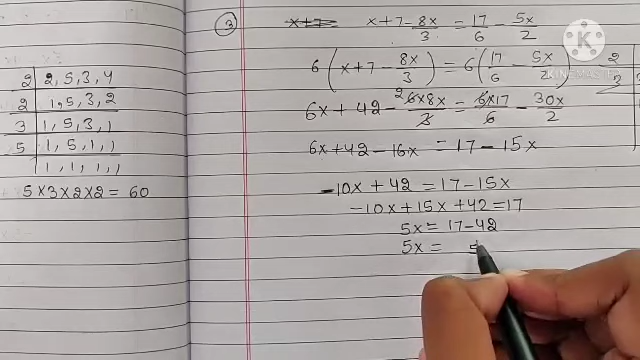 2 | 2, 5, 3, 4
2 | 1, 5, 3, 2
3 | 1, 5, 3, 1
5 | 1, 5, 1, 1
1, 1, 1, 1
5×3×2×2 = 60
③ x+7 x+7 - 8x/3 = 17/6 - 5x/2
6(x+7 - 8x/3) = 6(17/6 - 5x/2)
6x + 42 - 6×8x/3 = 6×17/6 - 30x/2
6x+42 - 16x = 17 - 15x
-10x + 42 = 17 - 15x
-10x + 15x + 42 = 17
5x = 17 - 42
5x =
KINEMASTER